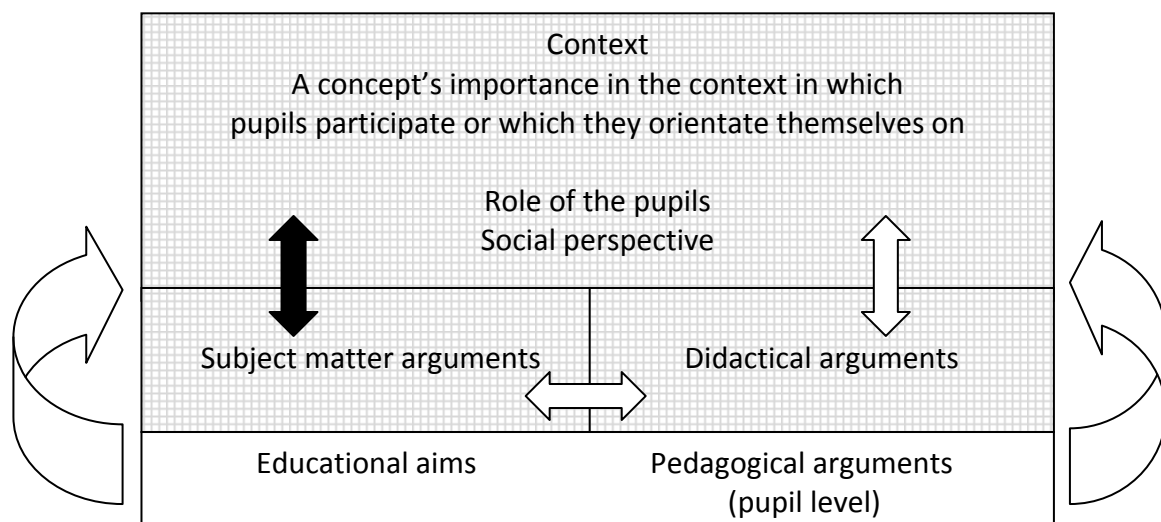 Context
A concept’s importance in the context in which
pupils participate or which they orientate themselves on
Role of the pupils
Social perspective
Subject matter arguments
Didactical arguments
Educational aims
Pedagogical arguments
(pupil level)